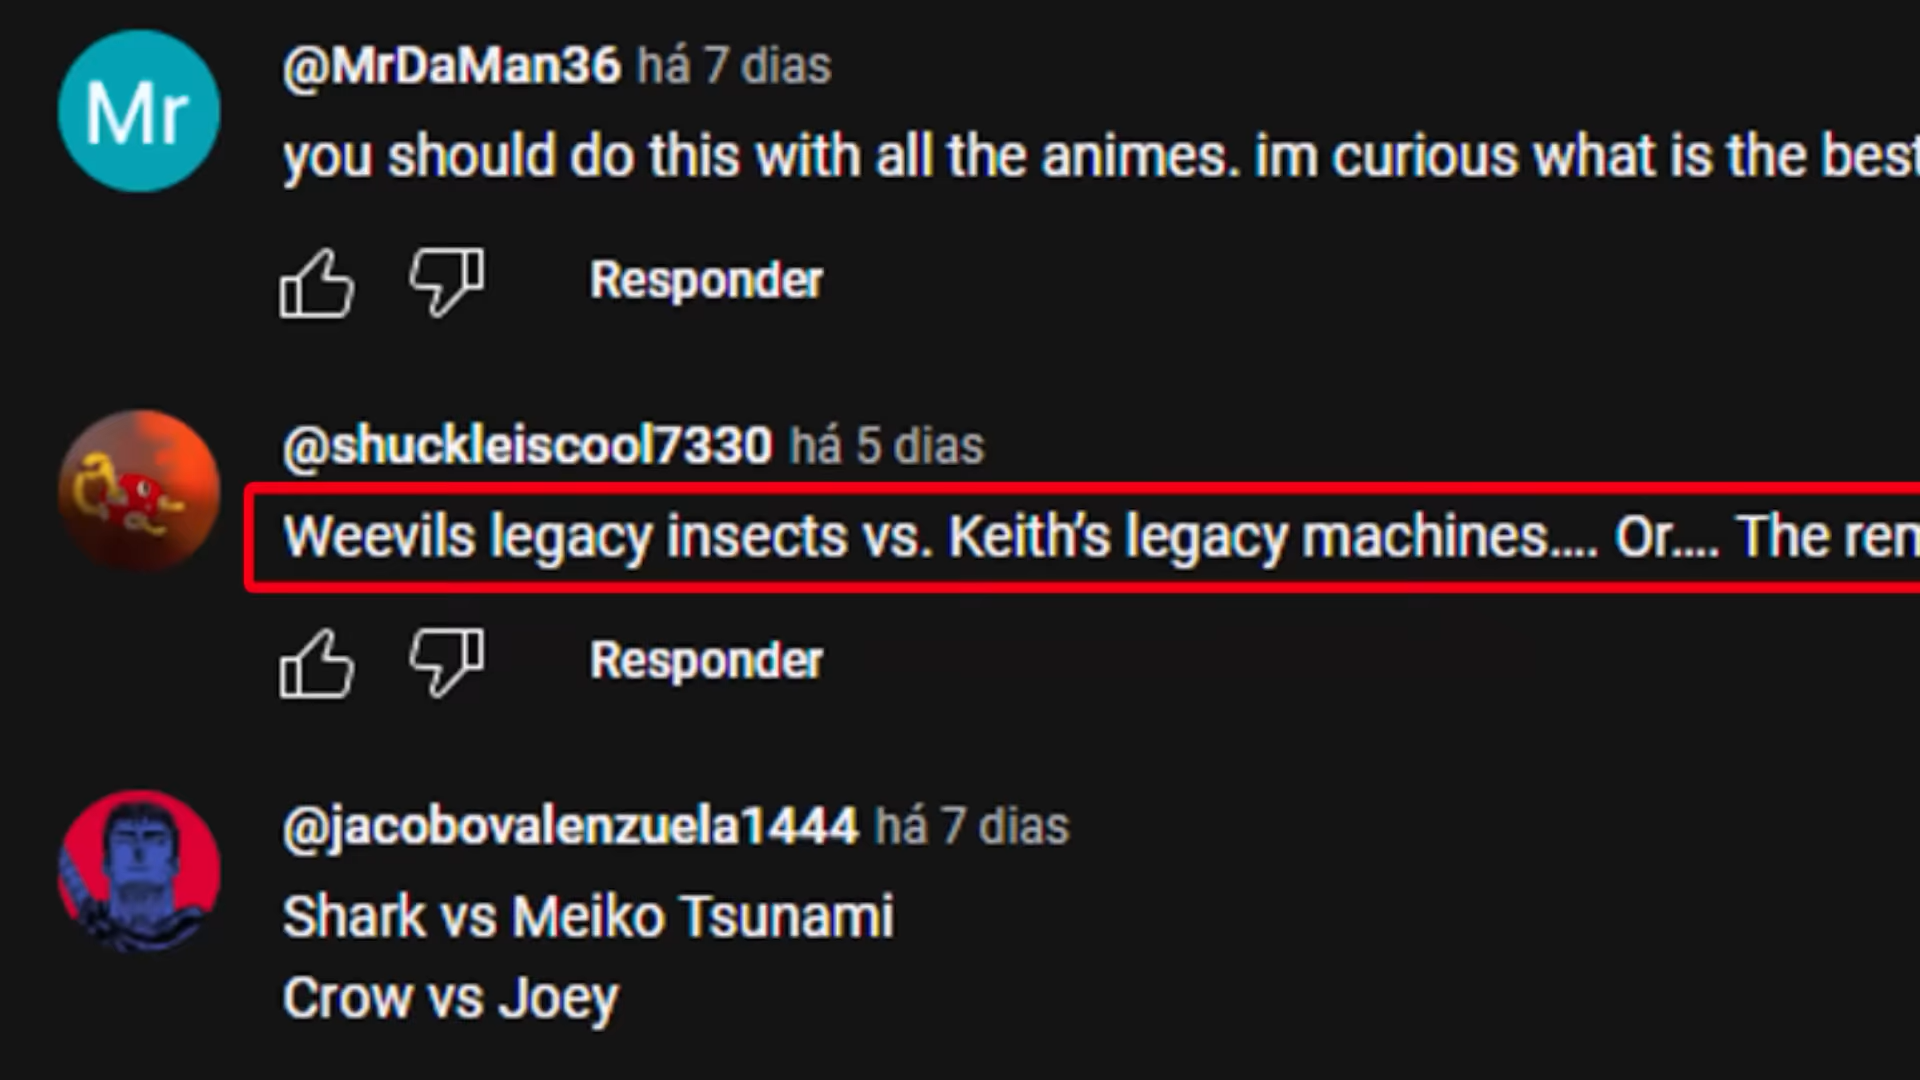 Mr
@MrDaMan36 há 7 dias
you should do this with all the animes. im curious what is the best
Responder
@shuckleiscool7330 há 5 dias
Weevils legacy insects vs. Keith’s legacy machines.... Or.... The
Responder
@jacobovalenzuela1444 há 7 dias
Shark vs Meiko Tsunami
Crow vs Joey